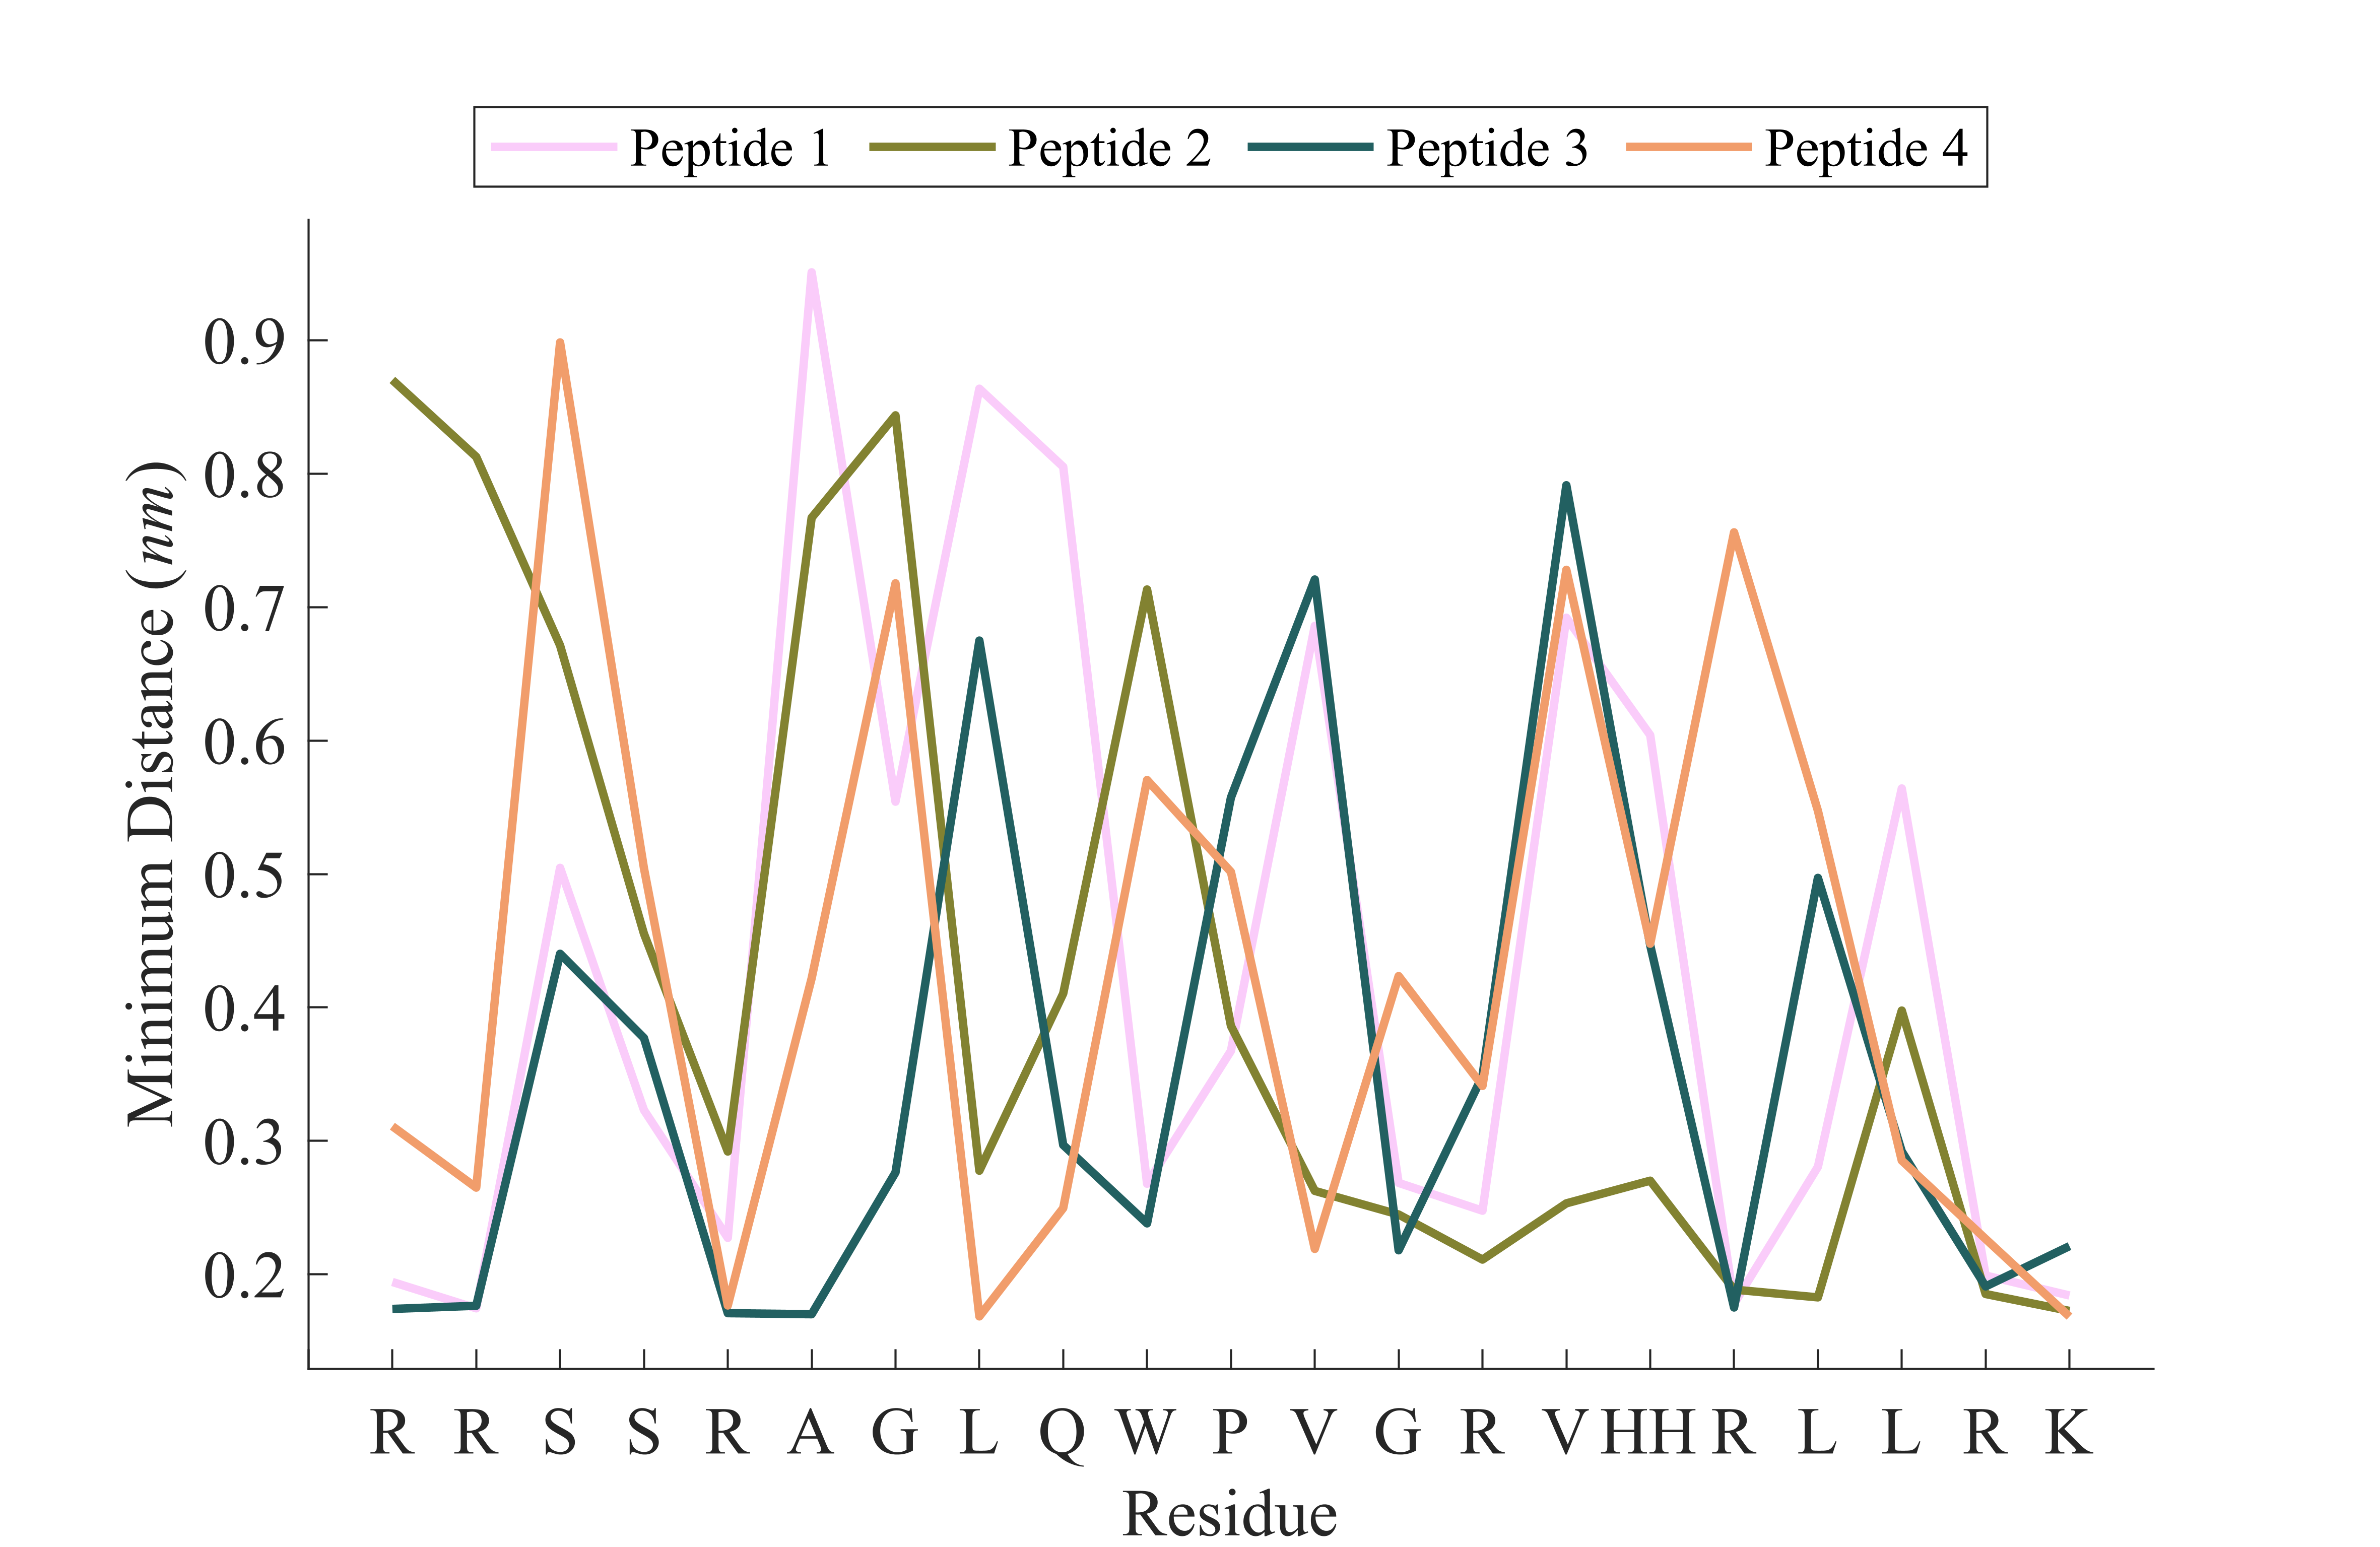 Peptide 1 Peptide 2 Peptide 3 Peptide 4
Minimum Distance (nm)
0.9
0.8
0.7
0.6
0.5
0.4
0.3
0.2
R R S S R A G L Q W P V G R V HH R L L R K
Residue